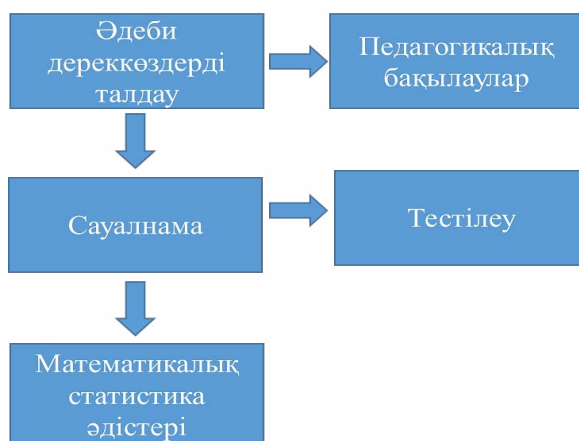 Әдеби
дереккөздерді
талдау
Педагогикалық
бақылаулар
Сауалнама
Тестілеу
Математикалық
статистика
әдістері